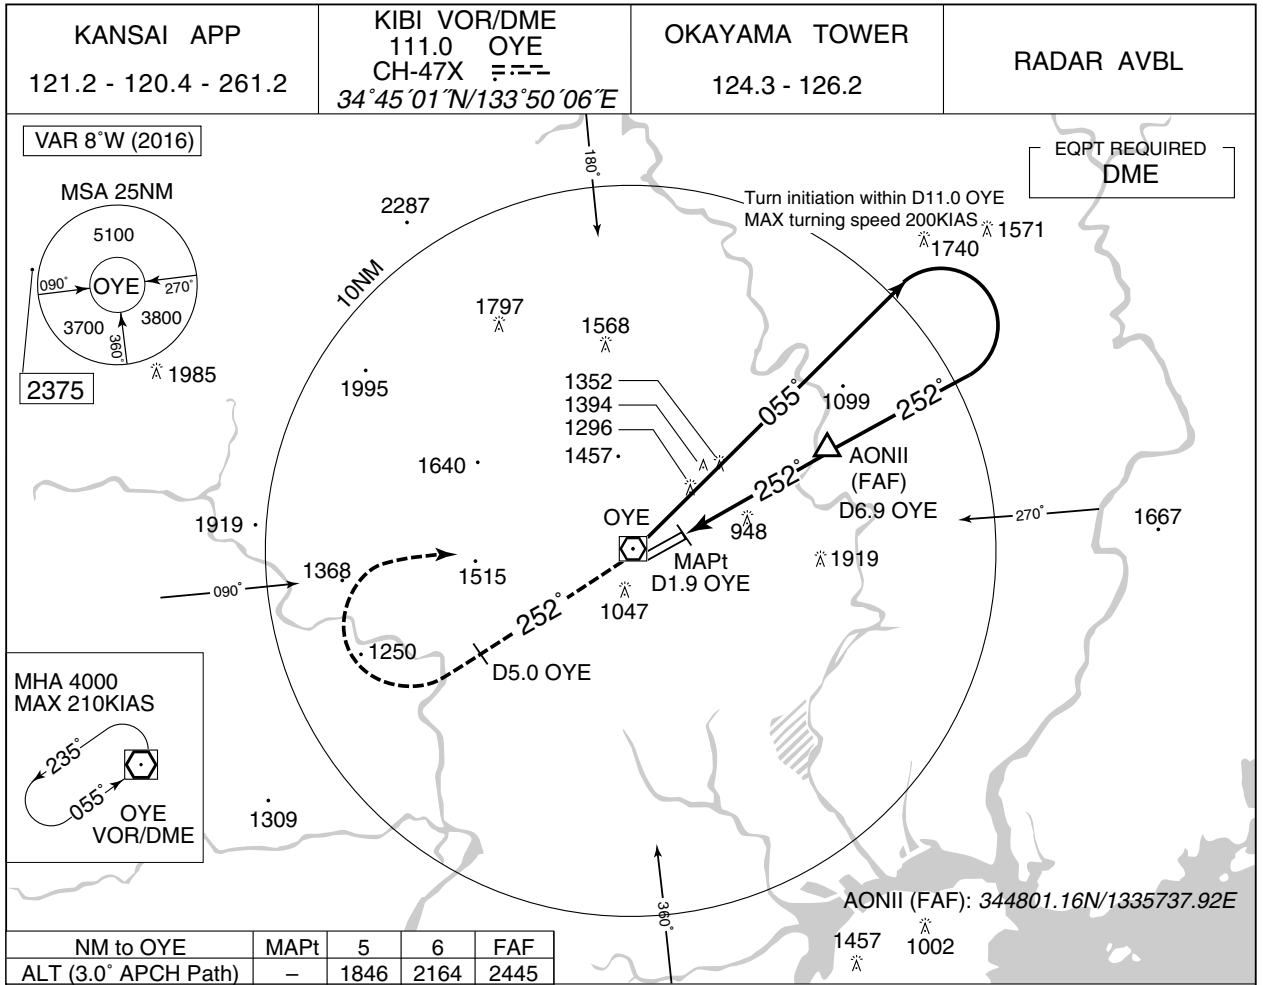 KANSAI APP
121.2 - 120.4 - 261.2
KIBI VOR/DME
111.0 OYE
CH-47X
34˚45´01˝N/133˚50´06˝E
OKAYAMA TOWER
124.3 - 126.2
RADAR AVBL
VAR 8˚W (2016)
MSA 25NM
5100
090˚
OYE
270˚
3700
3800
360˚
2375
1985
2287
10NM
180˚
EQPT REQUIRED
DME
Turn initiation within D11.0 OYE
MAX turning speed 200KIAS
1571
1740
1797
1568
1995
1352
1394
1296
1457
1640
055˚
1099
252˚
252˚
AONII
(FAF)
D6.9 OYE
1919
OYE
948
270˚
1667
1368
090˚
1515
MAPt
D1.9 OYE
1919
1047
252˚
1250
D5.0 OYE
MHA 4000
MAX 210KIAS
235˚
055˚
OYE
VOR/DME
1309
360˚
AONII (FAF): 344801.16N/1335737.92E
1457
1002
NM to OYE MAPt 5 6 FAF
ALT (3.0˚ APCH Path) – 1846 2164 2445